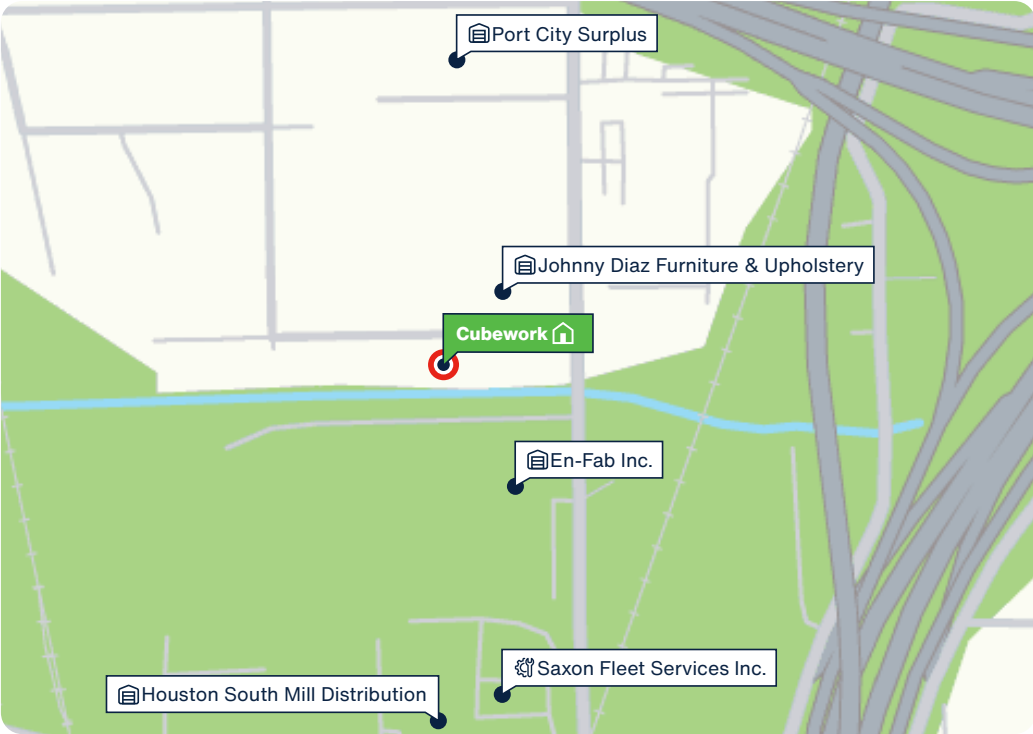 Port City Surplus
Johnny Diaz Furniture & Upholstery
Cubework
En-Fab Inc.
Saxon Fleet Services Inc.
Houston South Mill Distribution